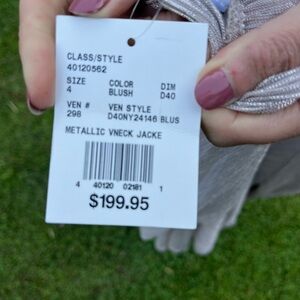 CLASS/STYLE
40120562
SIZE COLOR DIM
4 BLUSH D40
VEN # VEN STYLE
298 D40NY24146 BLUS
METALLIC VNECK JACKE
4 40120 02181 1
$199.95